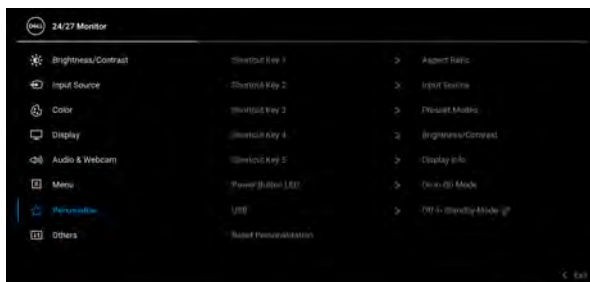 DELL 24/27 Monitor
Brightness/Contrast Shortcut Key 1 > Aspect Ratio
Input Source Shortcut Key 2 > Input Source
Color Shortcut Key 3 > Preset Modes
Display Shortcut Key 4 > Brightness/Contrast
Audio & Webcam Shortcut Key 5 > Display Info
Menu Power Button LED > On in On Mode
Personalize USB > Off in Standby Mode
Others Reset Personalization
< Exit